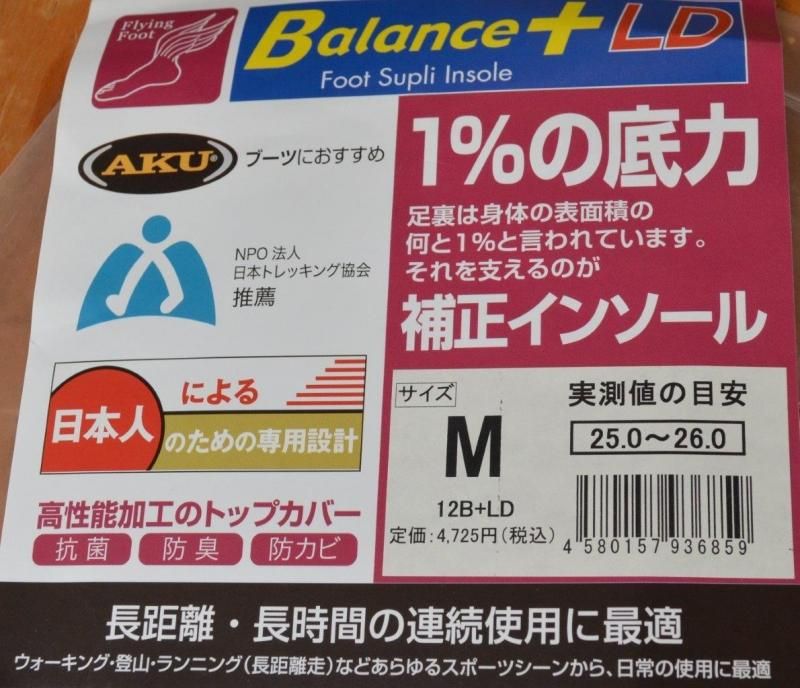 Flying
Foot
Balance+LD
Foot Supli Insole
AKU® ブーツにおすすめ
NPO 法人
日本トレッキング協会
推薦
日本人による
のための専用設計
高性能加工のトップカバー
抗菌 防臭 防カビ
1%の底力
足裏は身体の表面積の
何と1%と言われています。
それを支えるのが
補正インソール
サイズ
M
12B+LD
定価:4,725円(税込)
実測値の目安
25.0〜26.0
4 580157 936859
長距離・長時間の連続使用に最適
ウォーキング・登山・ランニング(長距離走)などあらゆるスポーツシーンから、日常の使用に最適